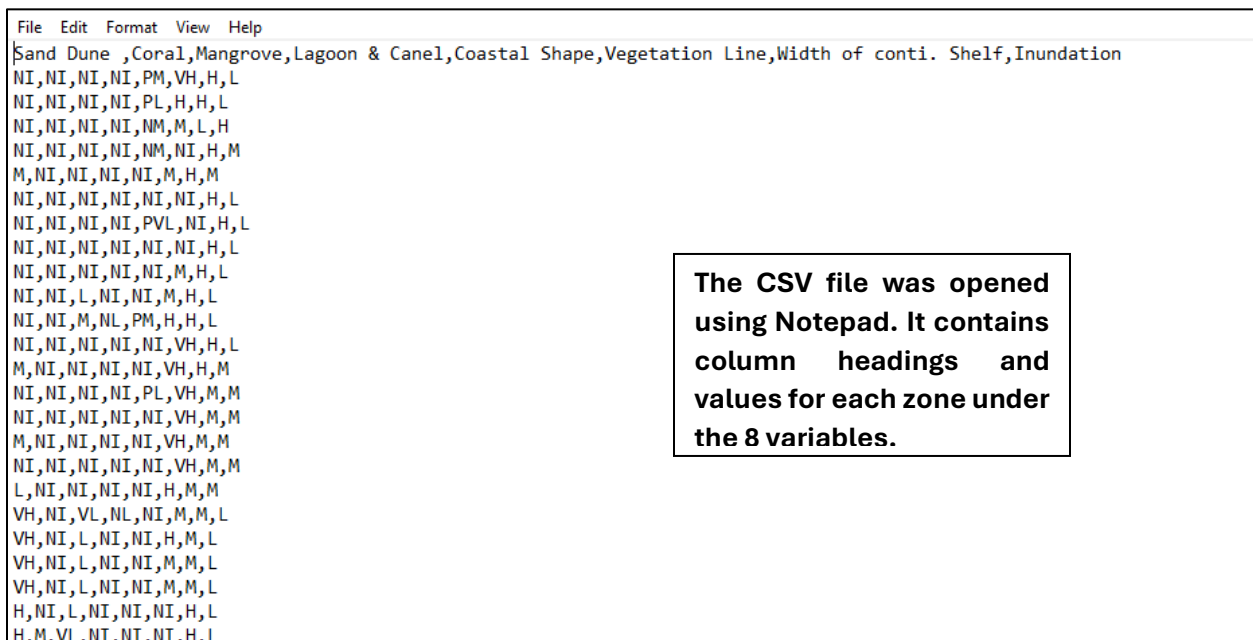 File Edit Format View Help
Sand Dune ,Coral,Mangrove,Lagoon & Canel,Coastal Shape,Vegetation Line,Width of conti. Shelf,Inundation
NI,NI,NI,NI,PM,VH,H,L
NI,NI,NI,NI,PL,H,H,L
NI,NI,NI,NI,NM,M,L,H
NI,NI,NI,NI,NM,NI,H,M
M,NI,NI,NI,NI,M,H,M
NI,NI,NI,NI,NI,NI,H,L
NI,NI,NI,NI,PVL,NI,H,L
NI,NI,NI,NI,NI,NI,H,L
NI,NI,NI,NI,NI,M,H,L
NI,NI,L,NI,NI,M,H,L
NI,NI,M,NL,PM,H,H,L
NI,NI,NI,NI,NI,VH,H,L
M,NI,NI,NI,NI,VH,H,M
NI,NI,NI,NI,PL,VH,M,M
NI,NI,NI,NI,NI,VH,M,M
M,NI,NI,NI,NI,VH,M,M
NI,NI,NI,NI,NI,VH,M,M
L,NI,NI,NI,NI,H,M,M
VH,NI,VL,NL,NI,M,M,L
VH,NI,L,NI,NI,H,M,L
VH,NI,L,NI,NI,M,M,L
VH,NI,L,NI,NI,M,M,L
H,NI,L,NI,NI,NI,H,L
H,M,VL,NI,NI,NI,H,L
The CSV file was opened
using Notepad. It contains
column headings and
values for each zone under
the 8 variables.